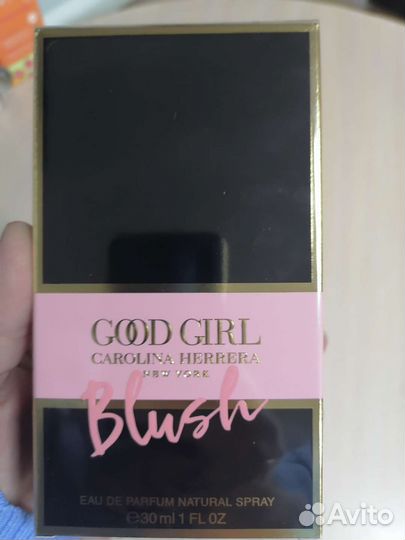 GOOD GIRL
CAROLINA HERRERA
NEW YORK
Blush
EAU DE PARFUM NATURAL SPRAY
℮30ml 1 FL OZ
Avito